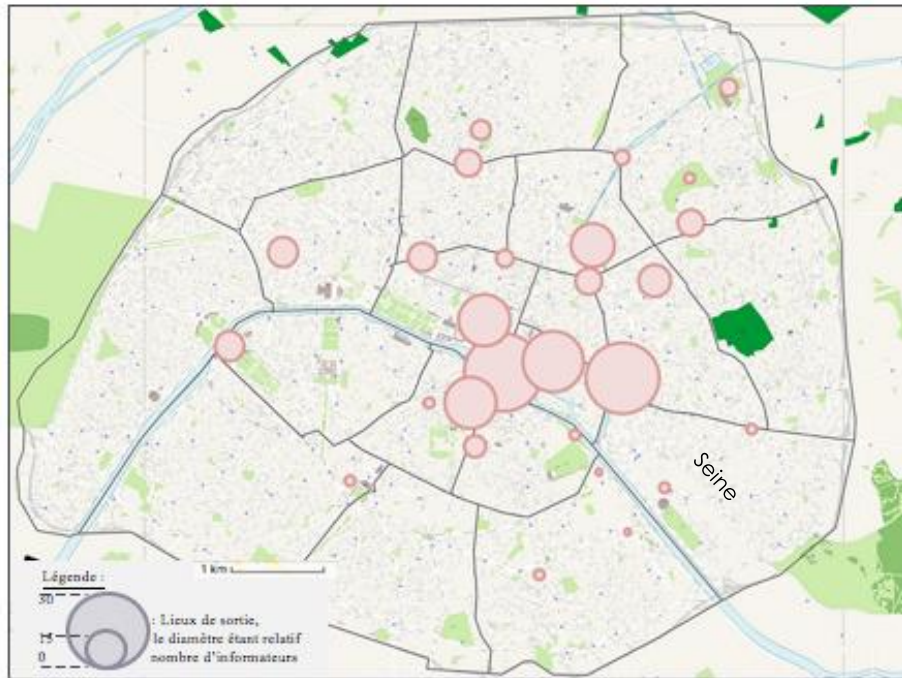 Seine
1 km
Légende :
30
: Lieux de sortie,
15
le diamètre étant relatif
0
nombre d'informateurs